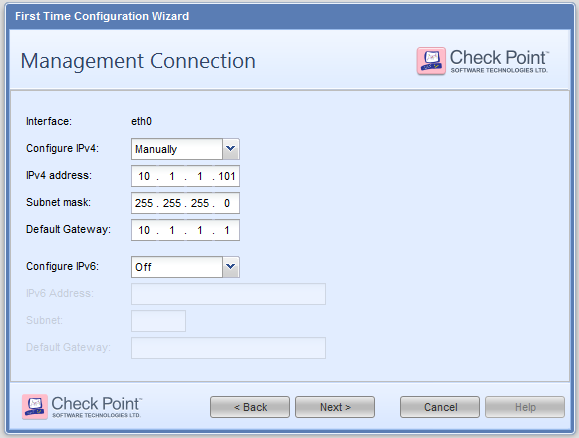 First Time Configuration Wizard
Management Connection
Check Point™
SOFTWARE TECHNOLOGIES LTD.
Interface: eth0
Configure IPv4: Manually
IPv4 address: 10 . 1 . 1 . 101
Subnet mask: 255 . 255 . 255 . 0
Default Gateway: 10 . 1 . 1 . 1
Configure IPv6: Off
IPv6 Address:
Subnet:
Default Gateway:
Check Point™
SOFTWARE TECHNOLOGIES LTD.
< Back Next > Cancel Help